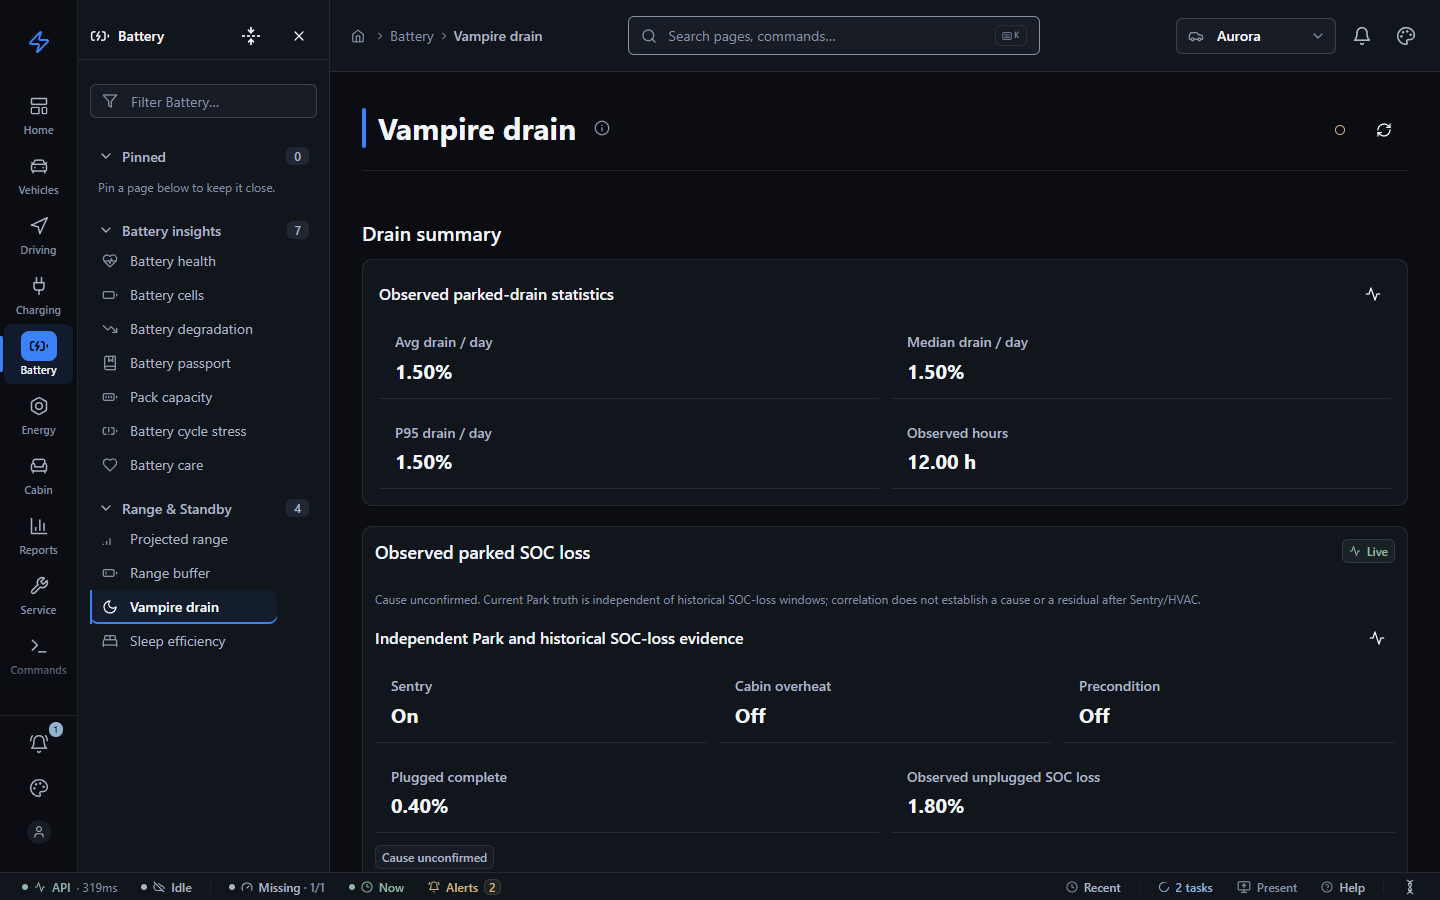 Home
Vehicles
Driving
Charging
Battery
Energy
Cabin
Reports
Service
Commands
1
Battery
Filter Battery...
Pinned 0
Pin a page below to keep it close.
Battery insights 7
Battery health
Battery cells
Battery degradation
Battery passport
Pack capacity
Battery cycle stress
Battery care
Range & Standby 4
Projected range
Range buffer
Vampire drain
Sleep efficiency
Battery > Vampire drain
Search pages, commands... K
Aurora
Vampire drain
Drain summary
Observed parked-drain statistics
Avg drain / day
1.50%
Median drain / day
1.50%
P95 drain / day
1.50%
Observed hours
12.00 h
Observed parked SOC loss
Live
Cause unconfirmed. Current Park truth is independent of historical SOC-loss windows; correlation does not establish a cause or a residual after Sentry/HVAC.
Independent Park and historical SOC-loss evidence
Sentry
On
Cabin overheat
Off
Precondition
Off
Plugged complete
0.40%
Observed unplugged SOC loss
1.80%
Cause unconfirmed
API · 319ms Idle Missing · 1/1 Now Alerts 2 Recent 2 tasks Present Help